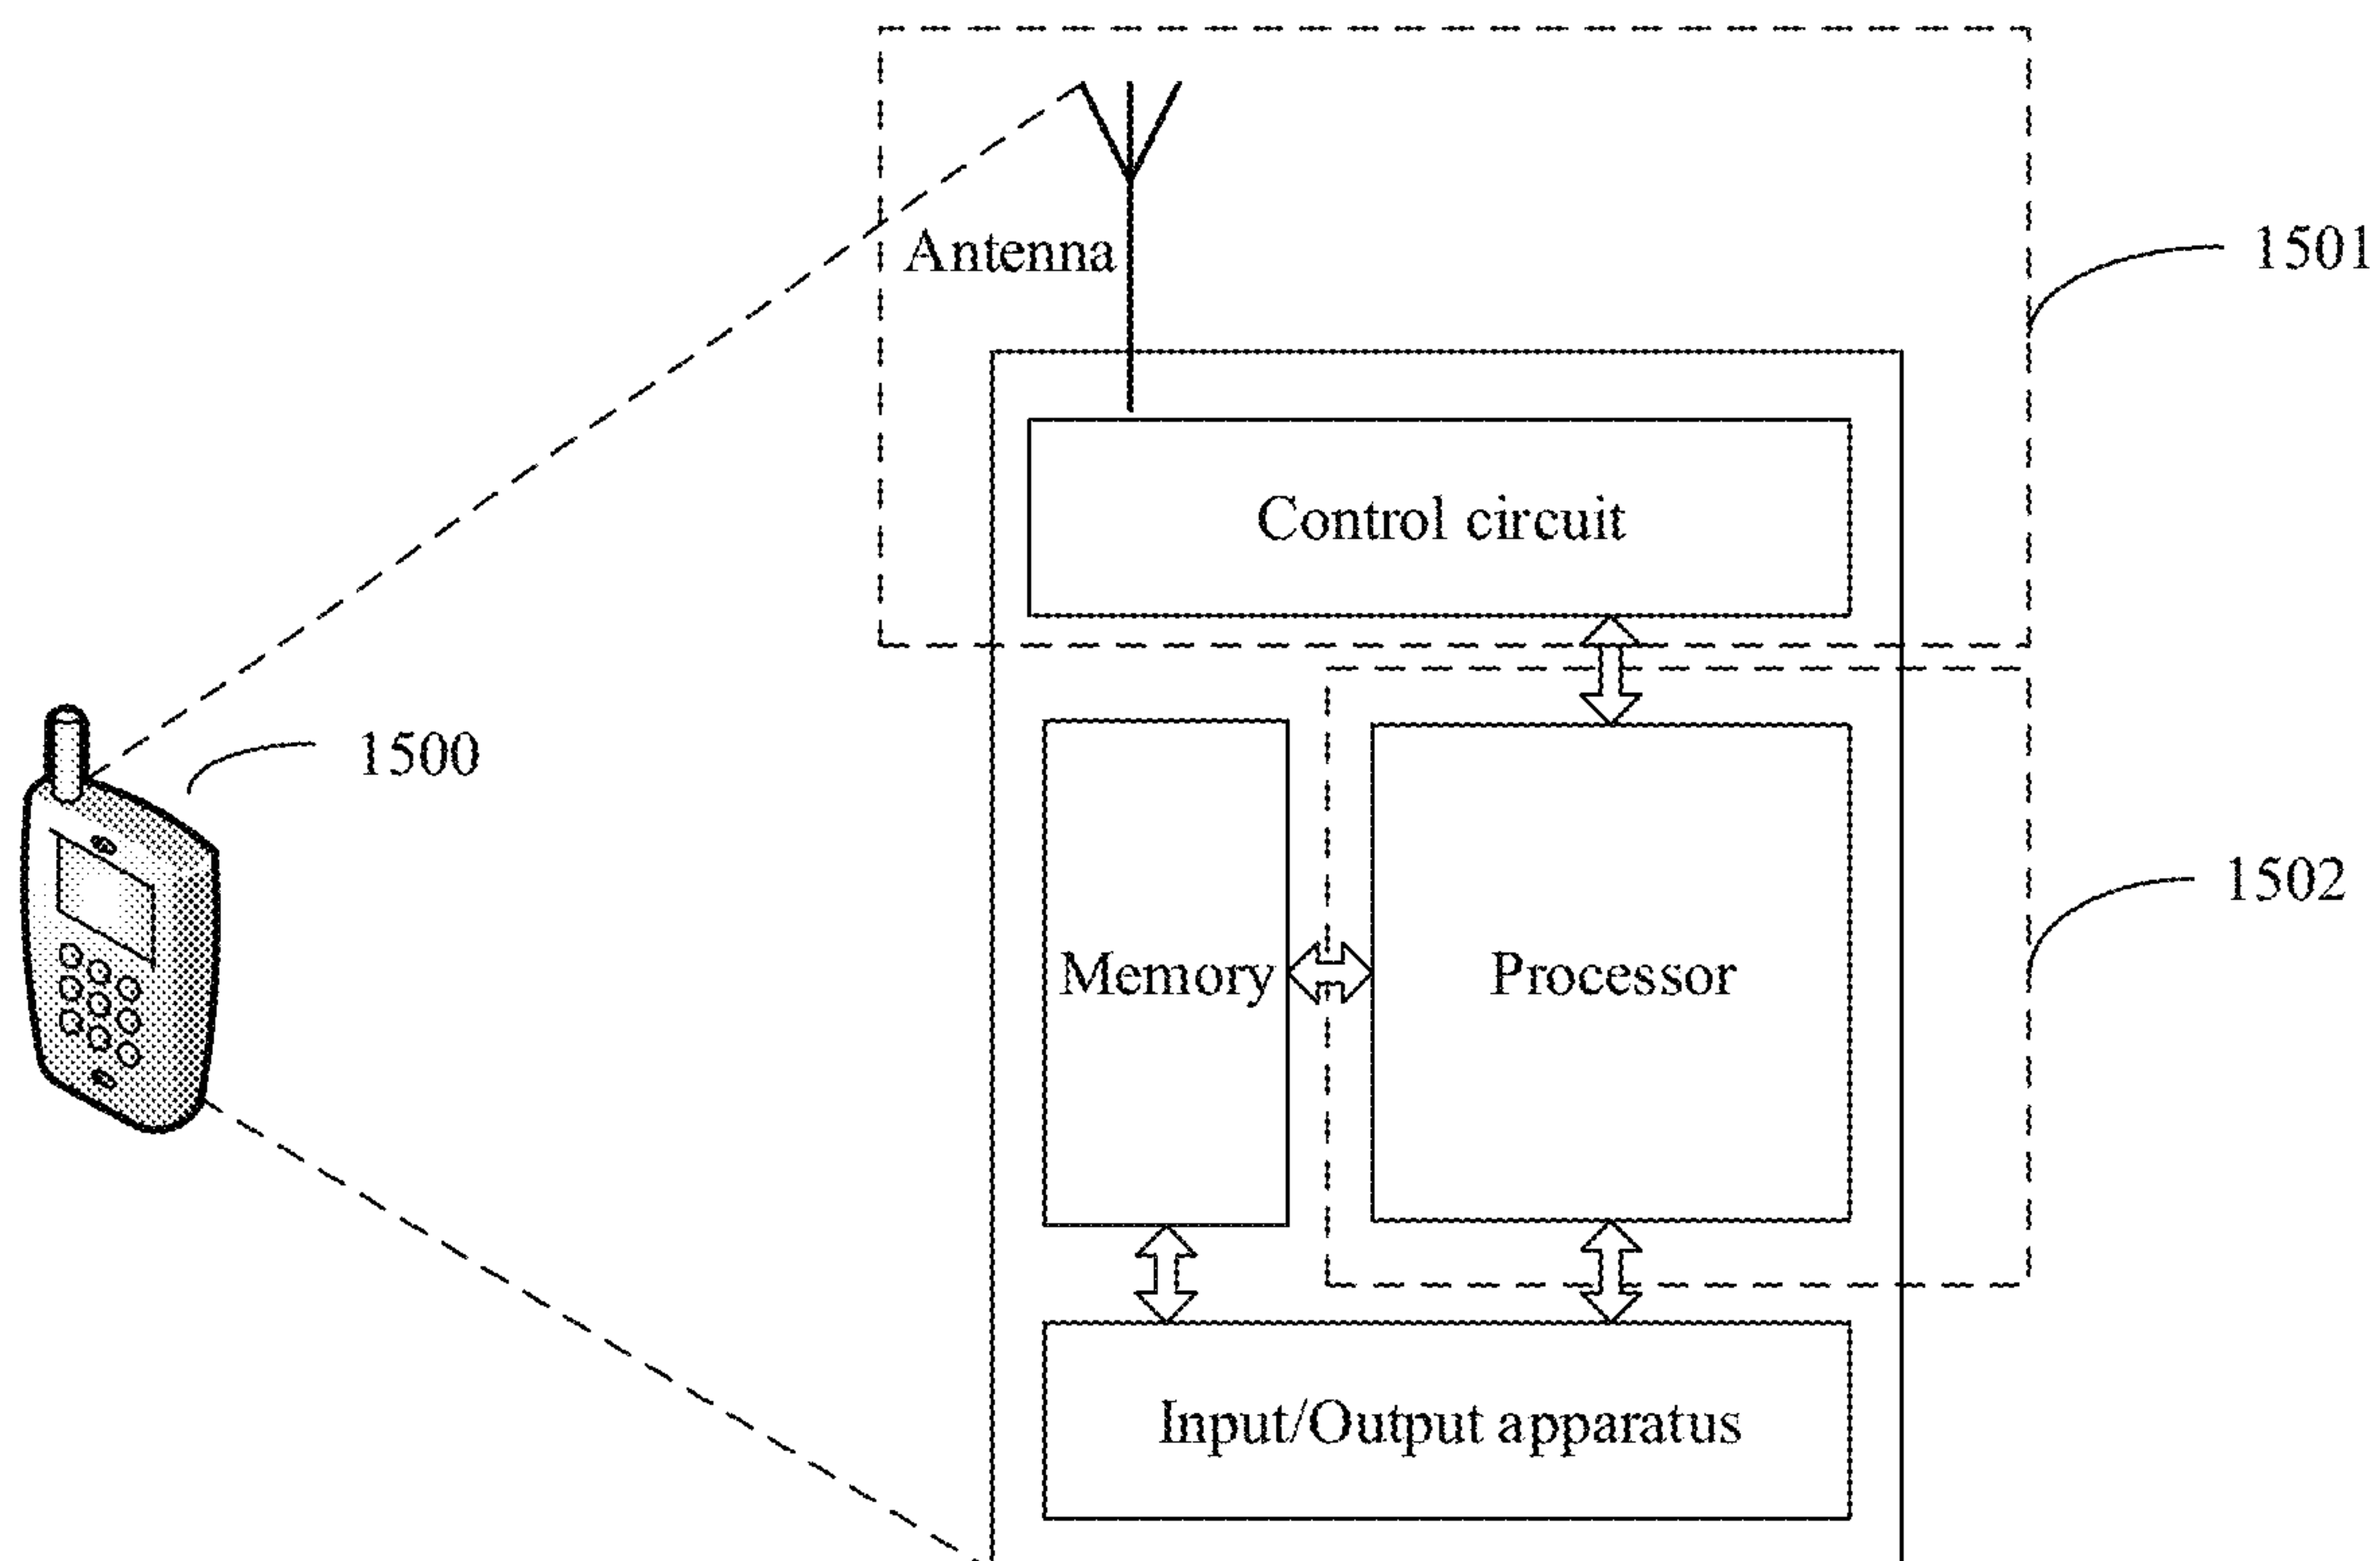 Antenna
1501
Control circuit
1500
1502
Memory
Processor
Input/Output apparatus